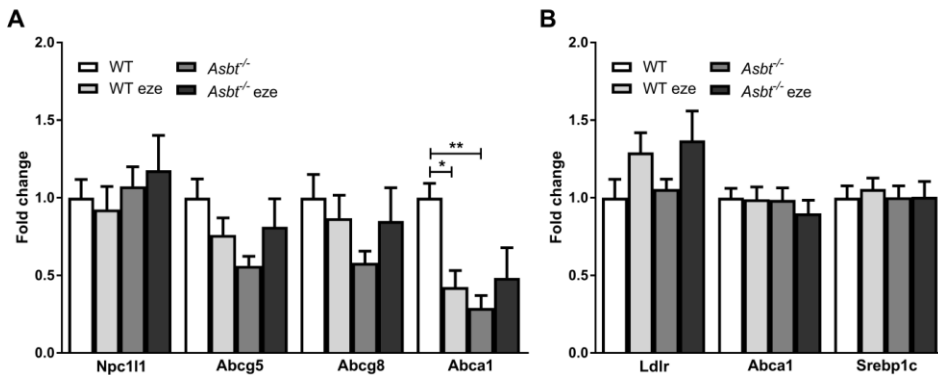 A
Fold change
2.0
1.5
1.0
0.5
0.0
WT
WT eze
Asbt-/-
Asbt-/- eze
*
**
Npc1l1
Abcg5
Abcg8
Abca1
B
Fold change
2.0
1.5
1.0
0.5
0.0
WT
WT eze
Asbt-/-
Asbt-/- eze
Ldlr
Abca1
Srebp1c